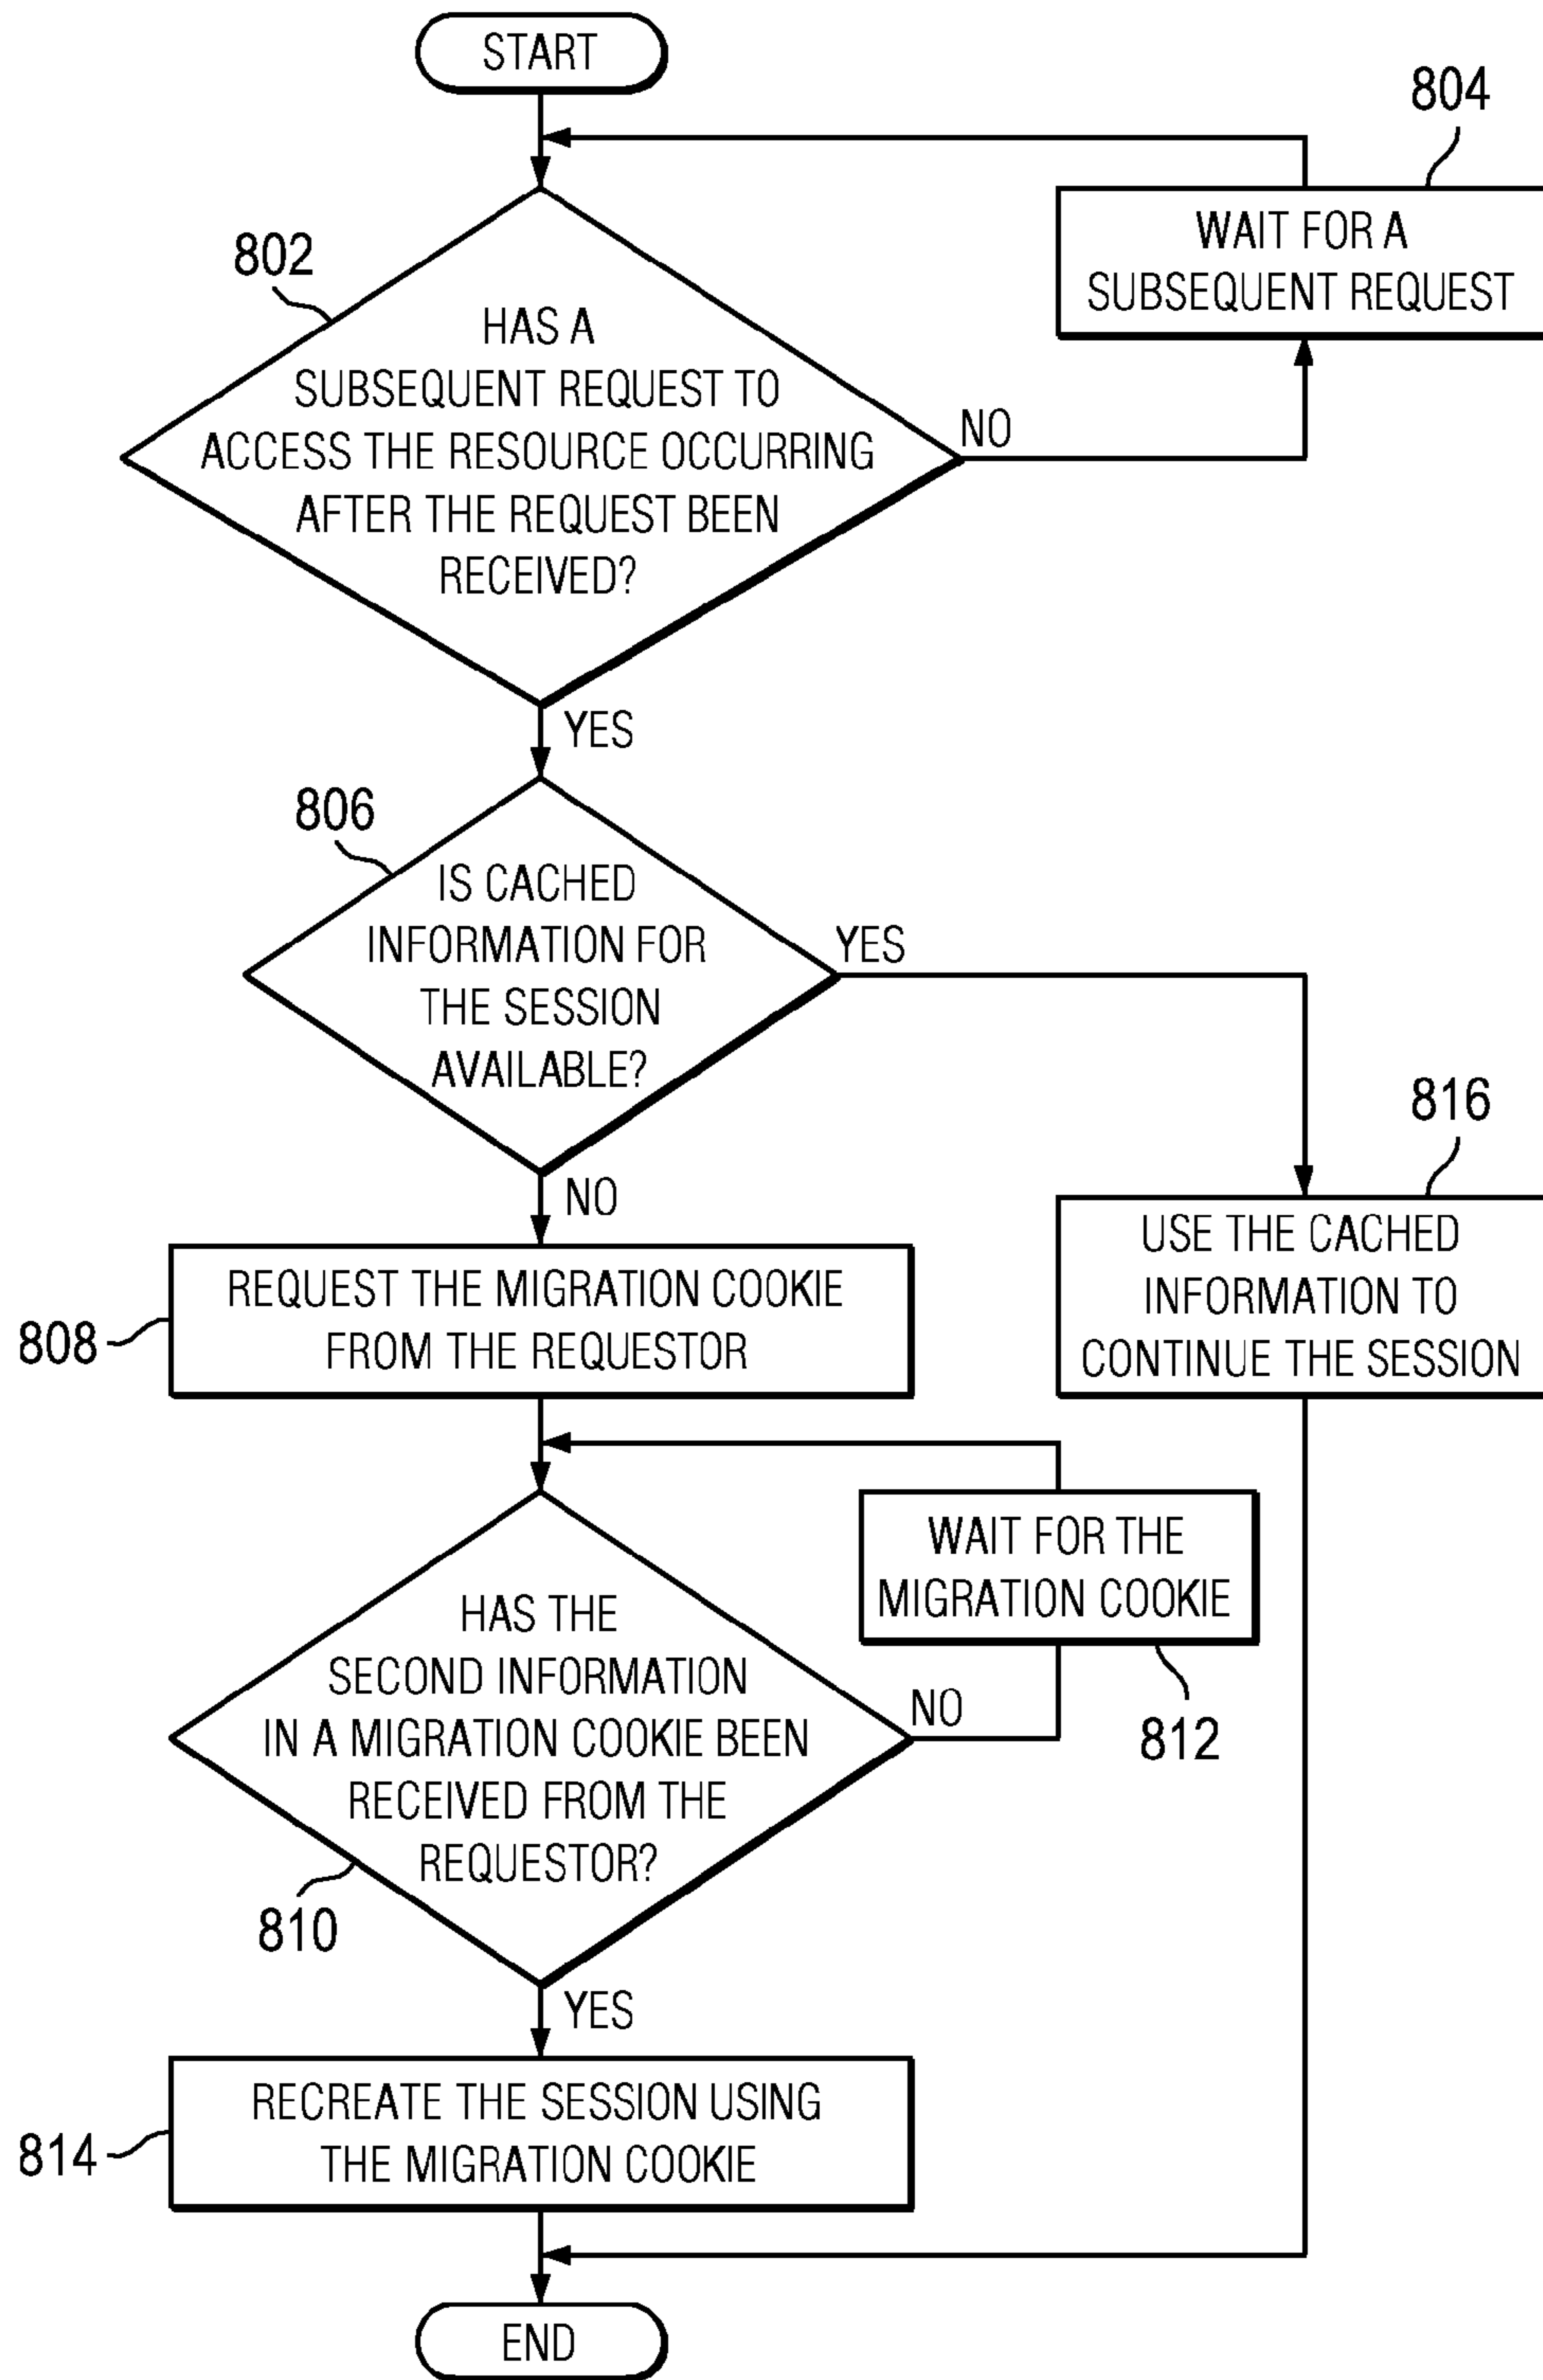 START
804
WAIT FOR A
SUBSEQUENT REQUEST
802
HAS A
SUBSEQUENT REQUEST TO
ACCESS THE RESOURCE OCCURRING
AFTER THE REQUEST BEEN
RECEIVED?
NO
YES
806
IS CACHED
INFORMATION FOR
THE SESSION
AVAILABLE?
YES
NO
816
USE THE CACHED
INFORMATION TO
CONTINUE THE SESSION
808
REQUEST THE MIGRATION COOKIE
FROM THE REQUESTOR
WAIT FOR THE
MIGRATION COOKIE
812
HAS THE
SECOND INFORMATION
IN A MIGRATION COOKIE BEEN
RECEIVED FROM THE
REQUESTOR?
NO
810
YES
814
RECREATE THE SESSION USING
THE MIGRATION COOKIE
END